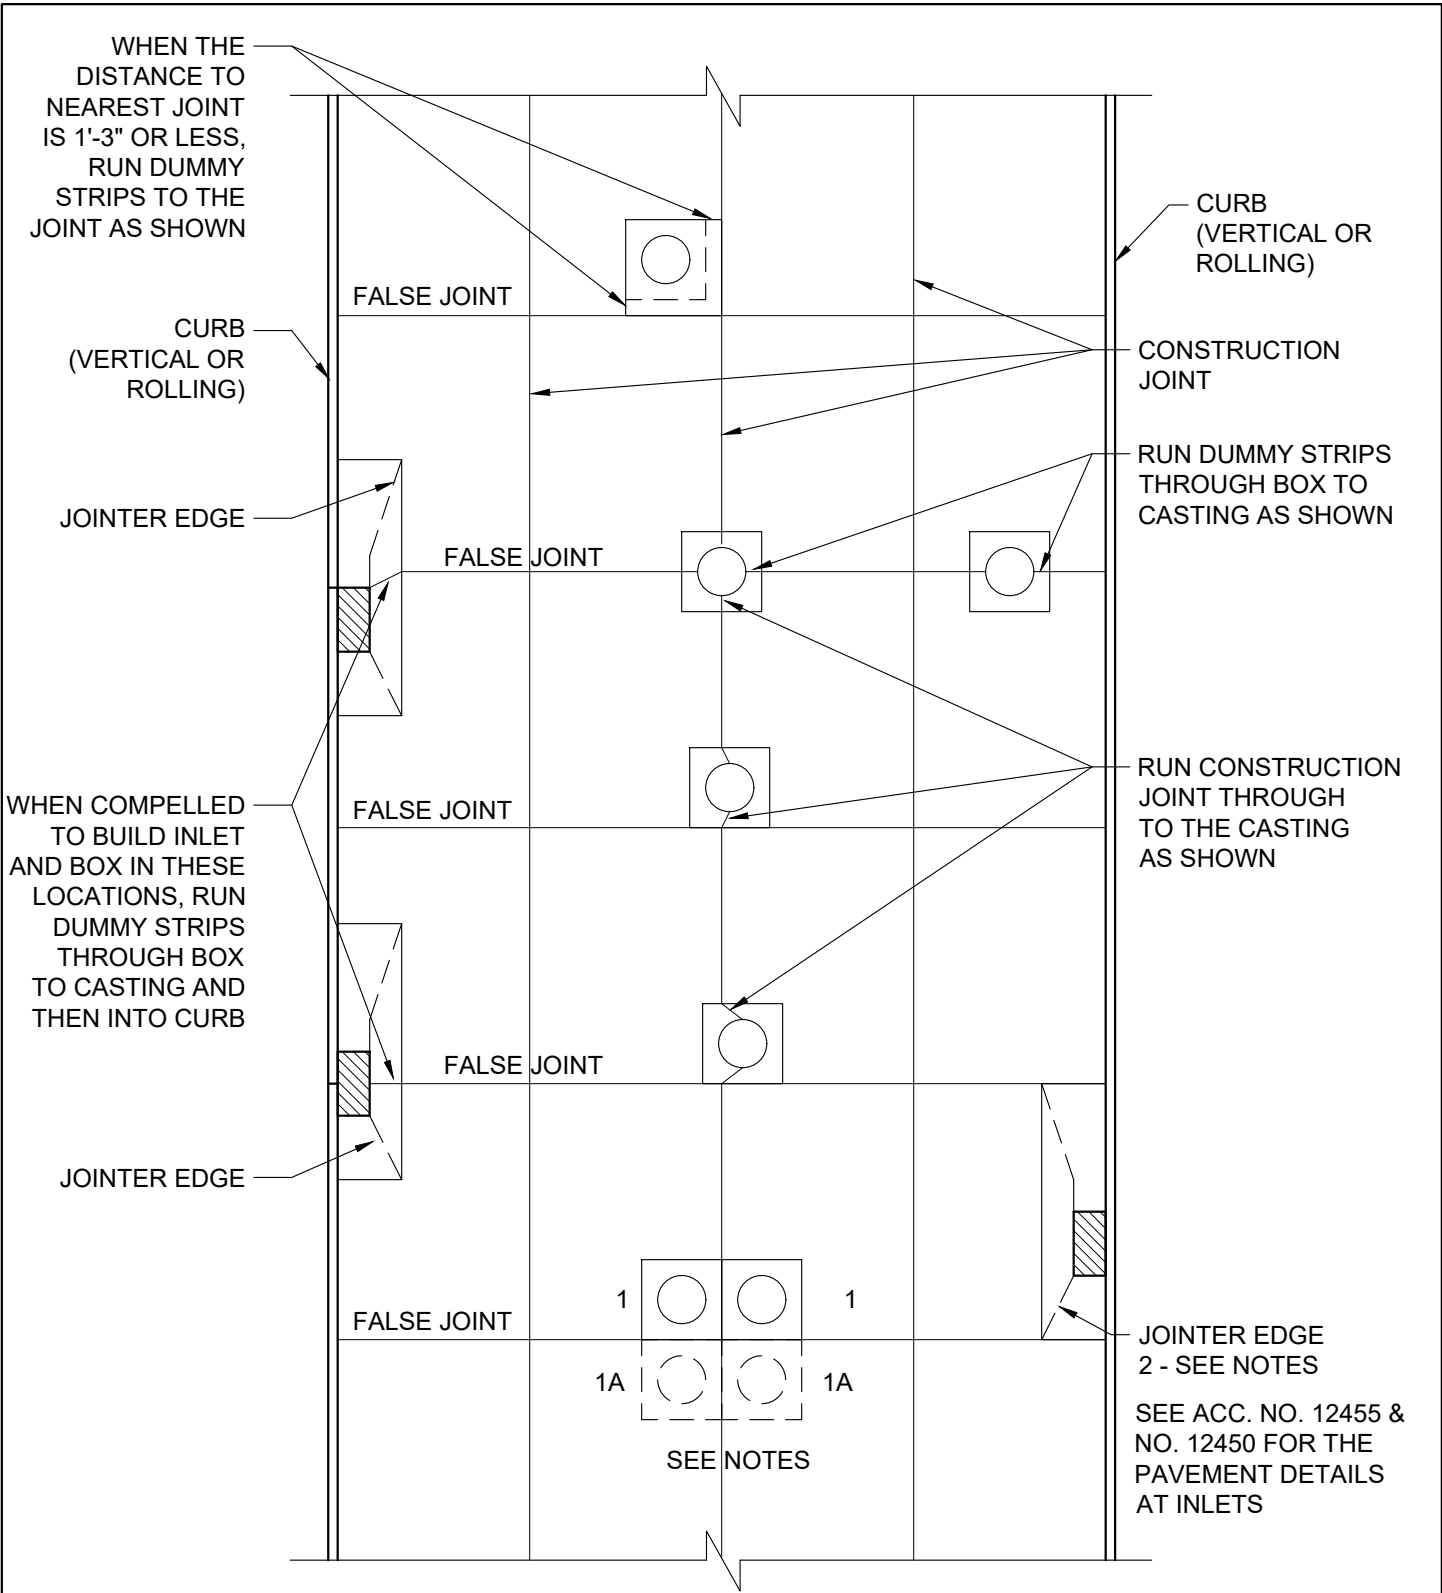 WHEN THE
DISTANCE TO
NEAREST JOINT
IS 1'-3" OR LESS,
RUN DUMMY
STRIPS TO THE
JOINT AS SHOWN
CURB
(VERTICAL OR
ROLLING)
FALSE JOINT
CURB
(VERTICAL OR
ROLLING)
CONSTRUCTION
JOINT
RUN DUMMY STRIPS
THROUGH BOX TO
CASTING AS SHOWN
JOINTER EDGE
FALSE JOINT
WHEN COMPELLED
TO BUILD INLET
AND BOX IN THESE
LOCATIONS, RUN
DUMMY STRIPS
THROUGH BOX
TO CASTING AND
THEN INTO CURB
FALSE JOINT
RUN CONSTRUCTION
JOINT THROUGH
TO THE CASTING
AS SHOWN
FALSE JOINT
JOINTER EDGE
1
1
FALSE JOINT
1A
1A
SEE NOTES
JOINTER EDGE
2 - SEE NOTES
SEE ACC. NO. 12455 &
NO. 12450 FOR THE
PAVEMENT DETAILS
AT INLETS